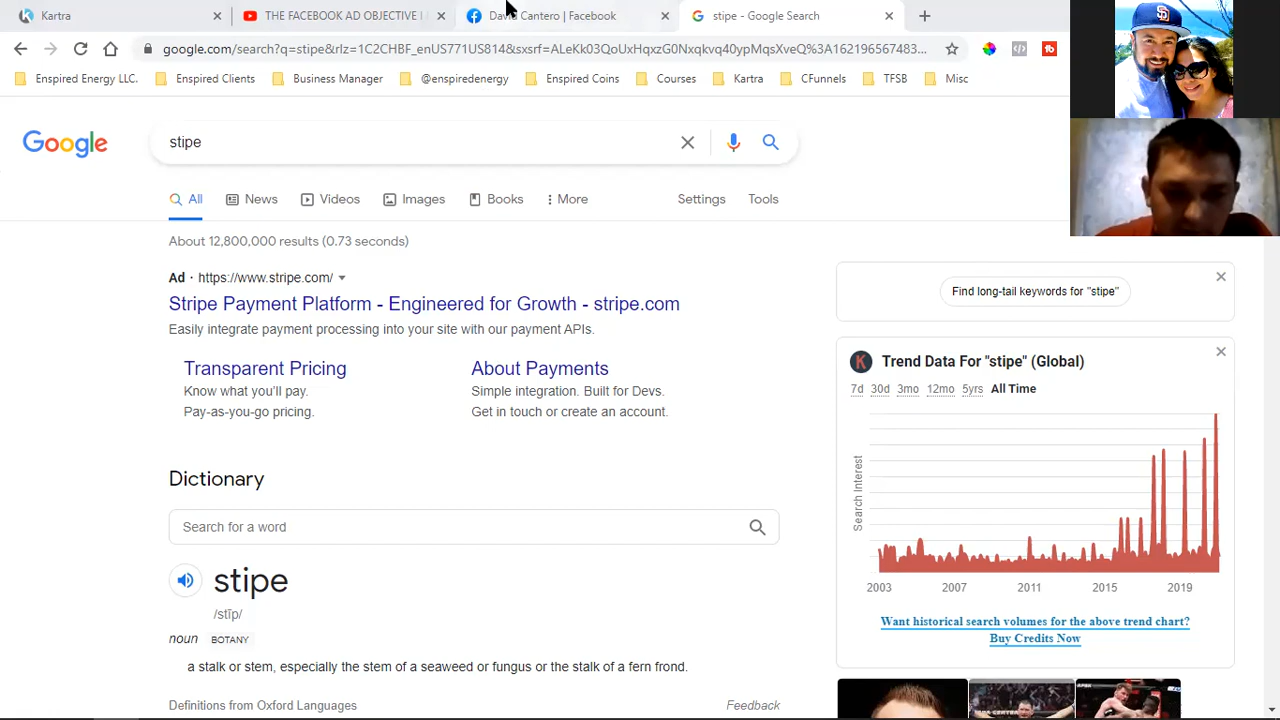 Kartra
THE FACEBOOK AD OBJECTIVE
David Cantero | Facebook
stipe - Google Search
google.com/search?q=stipe&rlz=1C2CHBF_enUS771US
Enspired Energy LLC.
Enspired Clients
Business Manager
Enspired Coins
Courses
Kartra
CFunnels
TFSB
Misc
Google
stipe
All
News
Videos
Images
Books
More
Settings
Tools
About 12,800,000 results (0.73 seconds)
Ad · https://www.stripe.com/
Stripe Payment Platform - Engineered for Growth - stripe.com
Easily integrate payment processing into your site with our payment APIs.
Transparent Pricing
Know what you'll pay.
Pay-as-you-go pricing.
About Payments
Simple integration. Built for Devs.
Get in touch or create an account.
Dictionary
Search for a word
stipe
/stīp/
noun BOTANY
a stalk or stem, especially the stem of a seaweed or fungus or the stalk of a fern frond.
Definitions from Oxford Languages
Feedback
Find long-tail keywords for "stipe"
K
Trend Data For "stipe" (Global)
7d 30d 3mo 12mo 5yrs All Time
Search Interest
2003 2007 2011 2015 2019
Want historical search volumes for the above trend chart?
Buy Credits Now